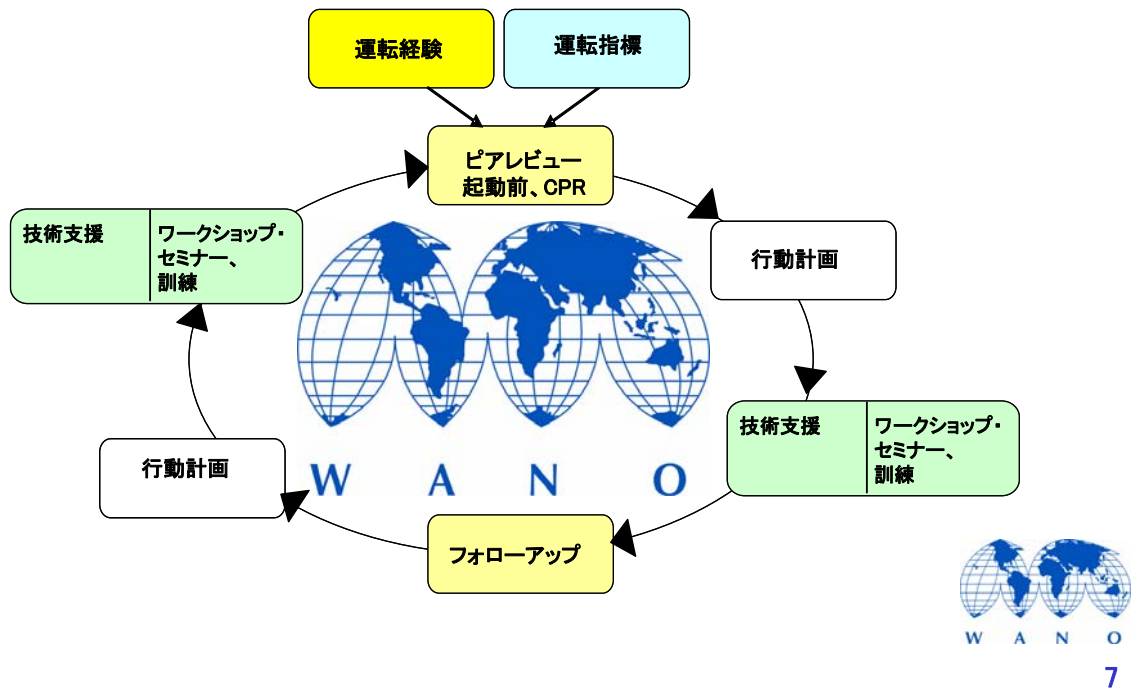 運転経験
運転指標
ピアレビュー
起動前、CPR
技術支援
ワークショップ・
セミナー、
訓練
行動計画
技術支援
ワークショップ・
セミナー、
訓練
行動計画
W A N O
フォローアップ
W A N O
7